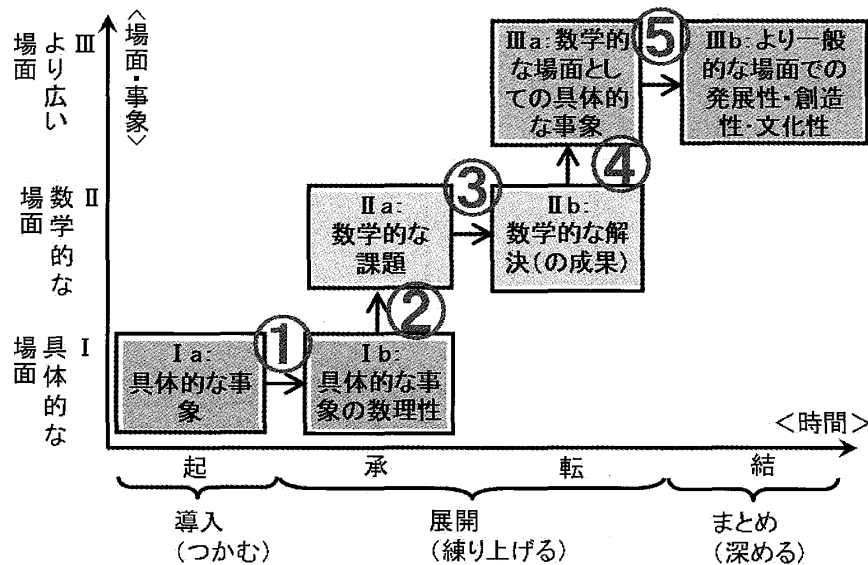 〈場面・事象〉
Ⅲ
より広い
場面
Ⅱ
数学的な
場面
Ⅰ
具体的な
場面
Ⅲa:数学的
な場面とし
ての具体的
な事象
⑤
Ⅲb:より一般
的な場面での
発展性・創造
性・文化性
④
Ⅱa:
数学的な
課題
③
Ⅱb:
数学的な解
決(の成果)
②
Ⅰa:
具体的な事
象
①
Ⅰb:
具体的な事
象の数理性
<時間>
起
承
転
結
導入
(つかむ)
展開
(練り上げる)
まとめ
(深める)